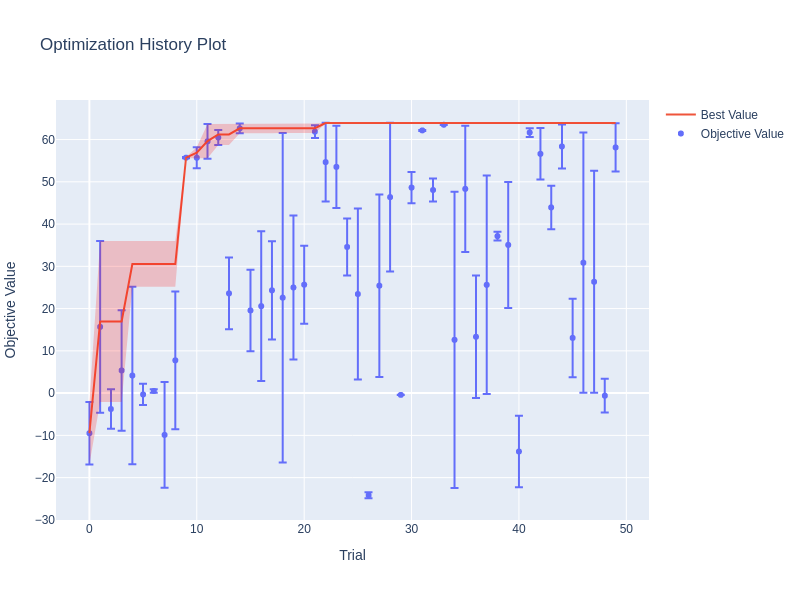 Optimization History Plot
Best Value
Objective Value
Objective Value
60
50
40
30
20
10
0
−10
−20
−30
0 10 20 30 40 50
Trial